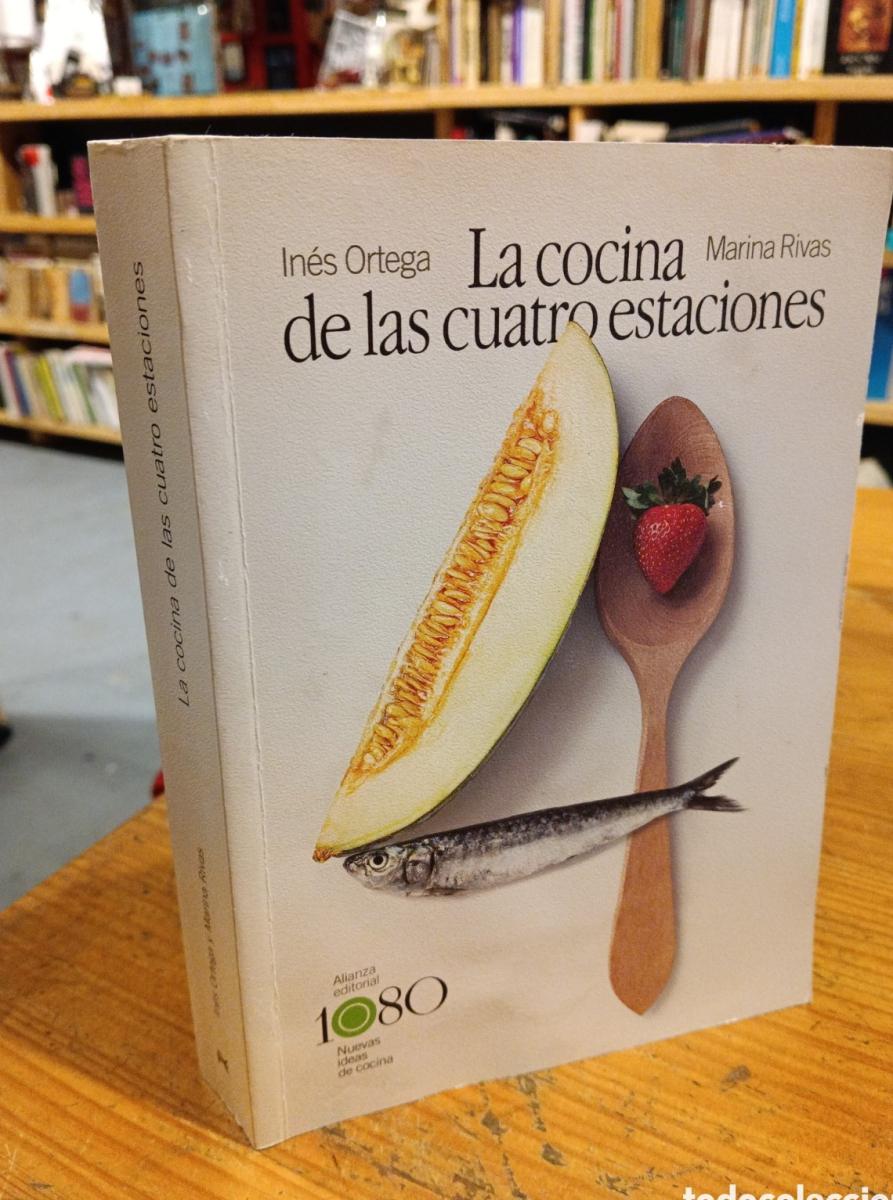 Inés Ortega
La cocina
Marina Rivas
de las cuatro estaciones
La cocina de las cuatro estaciones
Inés Ortega y Marina Rivas
Alianza
editorial
1080
Nuevas
ideas
de cocina